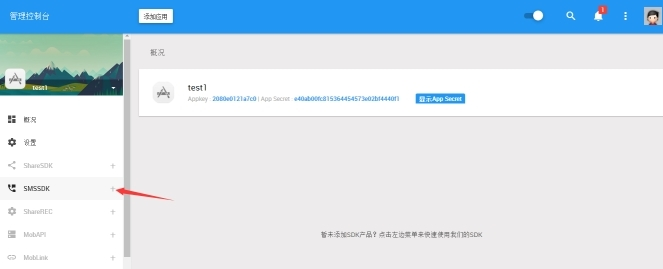 管理控制台
添加应用
1
test1
概况
设置
ShareSDK +
SMSSDK +
ShareREC +
MobAPI +
MobLink +
概况
test1
Appkey : 2080e0121a7c0 | App Secret : e40ab00fc815364454573e02bf4440f1 显示App Secret
暂未添加SDK产品？点击左边菜单来快速使用我们的SDK